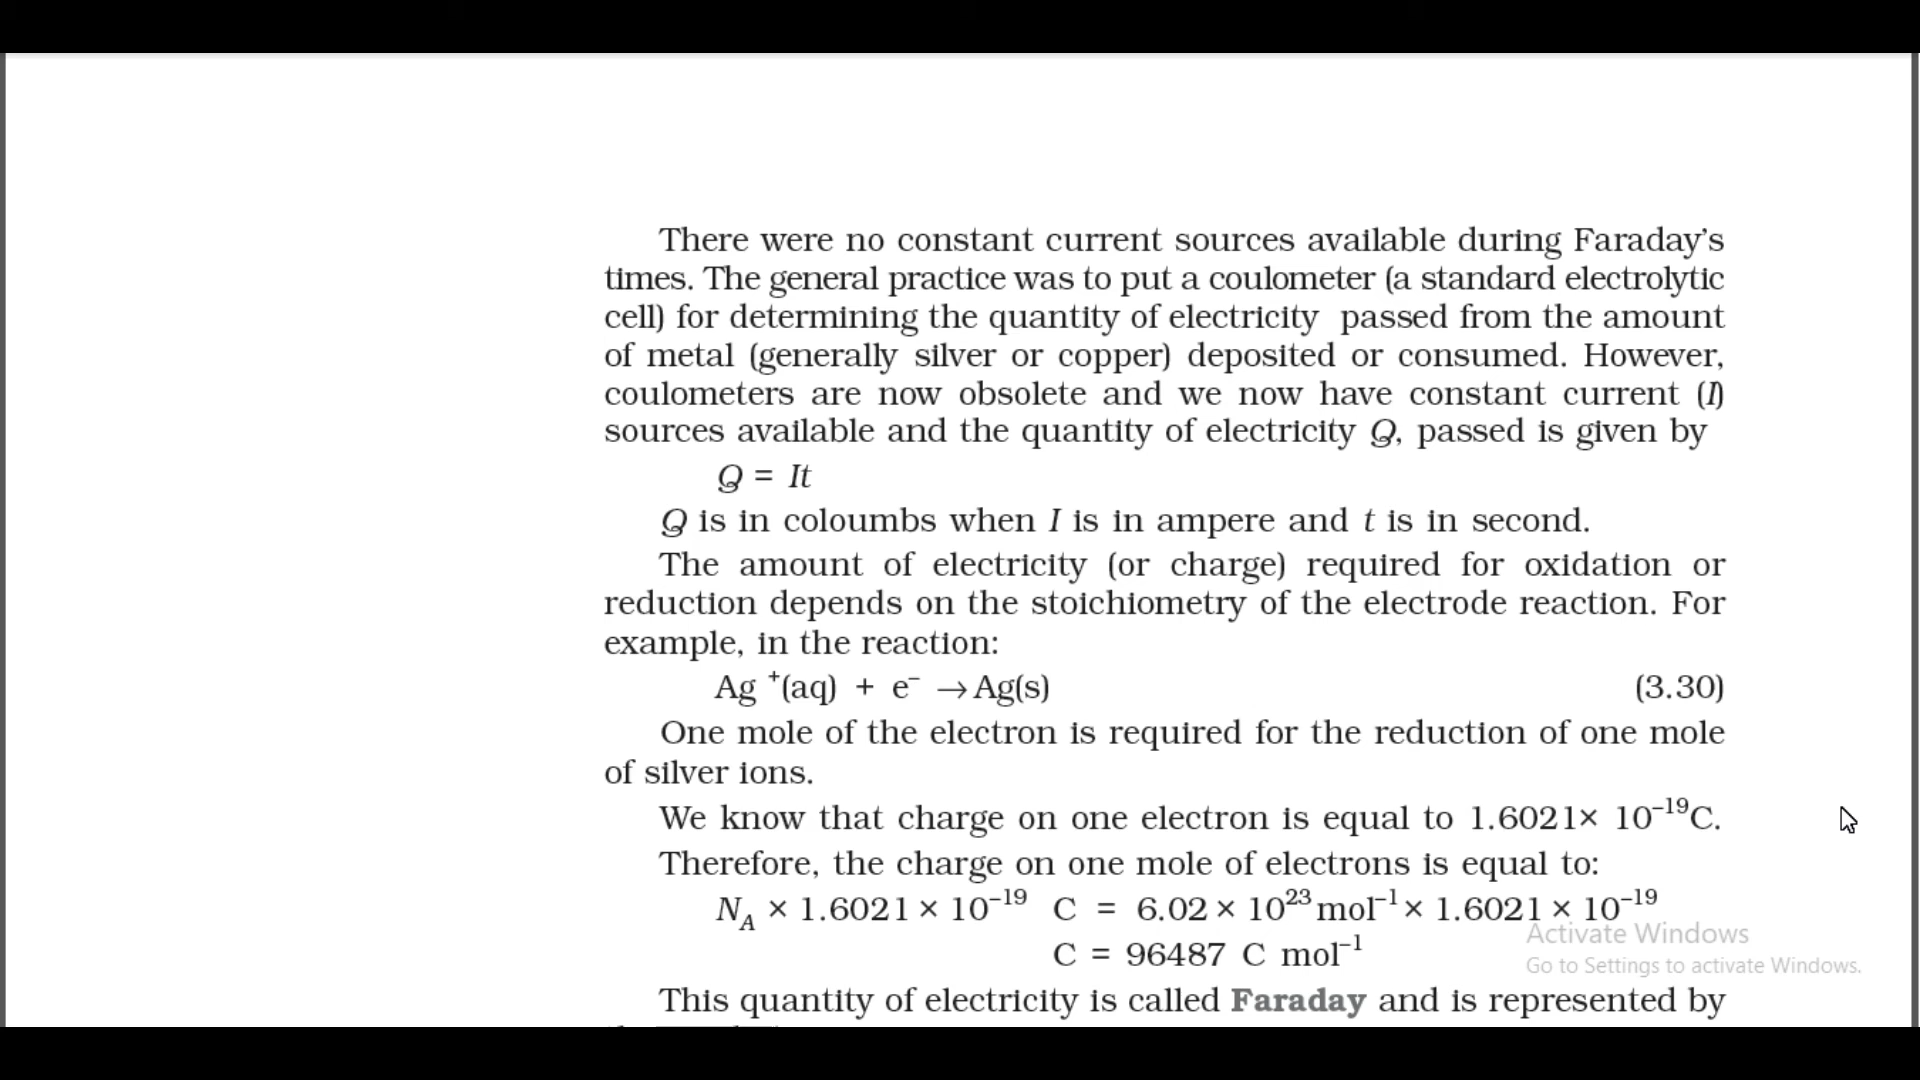 There were no constant current sources available during Faraday's
times. The general practice was to put a coulometer (a standard electrolytic
cell) for determining the quantity of electricity passed from the amount
of metal (generally silver or copper) deposited or consumed. However,
coulometers are now obsolete and we now have constant current (I)
sources available and the quantity of electricity Q, passed is given by
Q = It
Q is in coloumbs when I is in ampere and t is in second.
The amount of electricity (or charge) required for oxidation or
reduction depends on the stoichiometry of the electrode reaction. For
example, in the reaction:
Ag ⁺(aq) + e⁻ → Ag(s) (3.30)
One mole of the electron is required for the reduction of one mole
of silver ions.
We know that charge on one electron is equal to 1.6021× 10⁻¹⁹C.
Therefore, the charge on one mole of electrons is equal to:
N_A × 1.6021 × 10⁻¹⁹ C = 6.02 × 10²³ mol⁻¹ × 1.6021 × 10⁻¹⁹
C = 96487 C mol⁻¹
Activate Windows
Go to Settings to activate Windows.
This quantity of electricity is called Faraday and is represented by